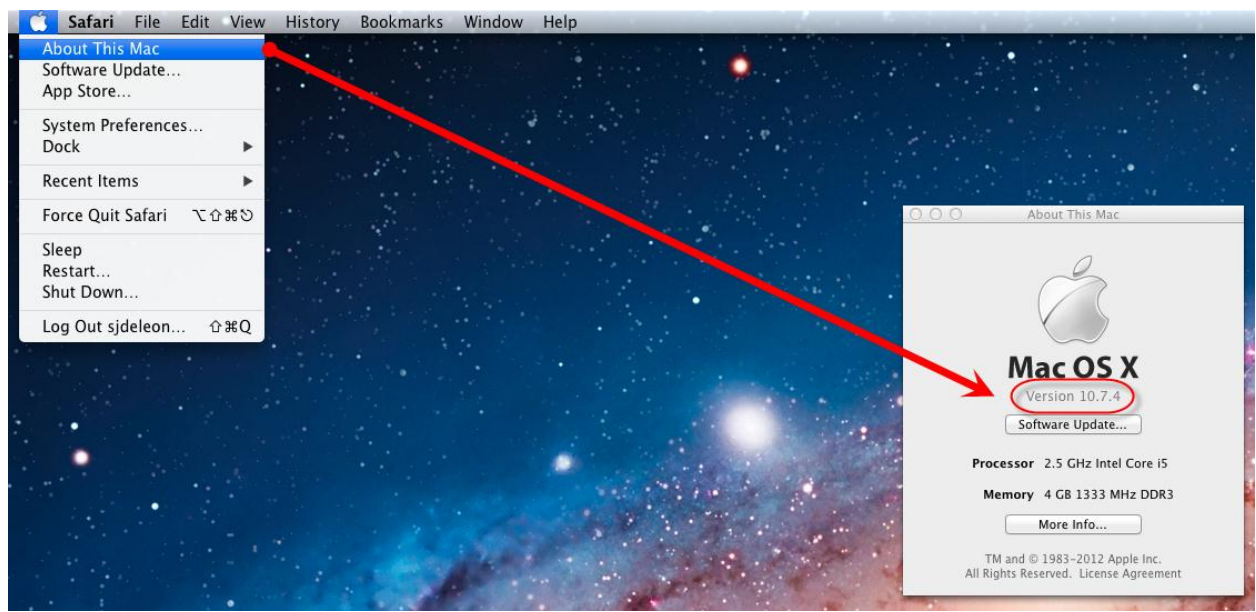 Safari File Edit View History Bookmarks Window Help
About This Mac
Software Update...
App Store...
System Preferences...
Dock ▶
Recent Items ▶
Force Quit Safari ⌥⇧⌘⎋
Sleep
Restart...
Shut Down...
Log Out sjdeleon... ⇧⌘Q
About This Mac
Mac OS X
Version 10.7.4
Software Update...
Processor 2.5 GHz Intel Core i5
Memory 4 GB 1333 MHz DDR3
More Info...
TM and © 1983–2012 Apple Inc.
All Rights Reserved. License Agreement